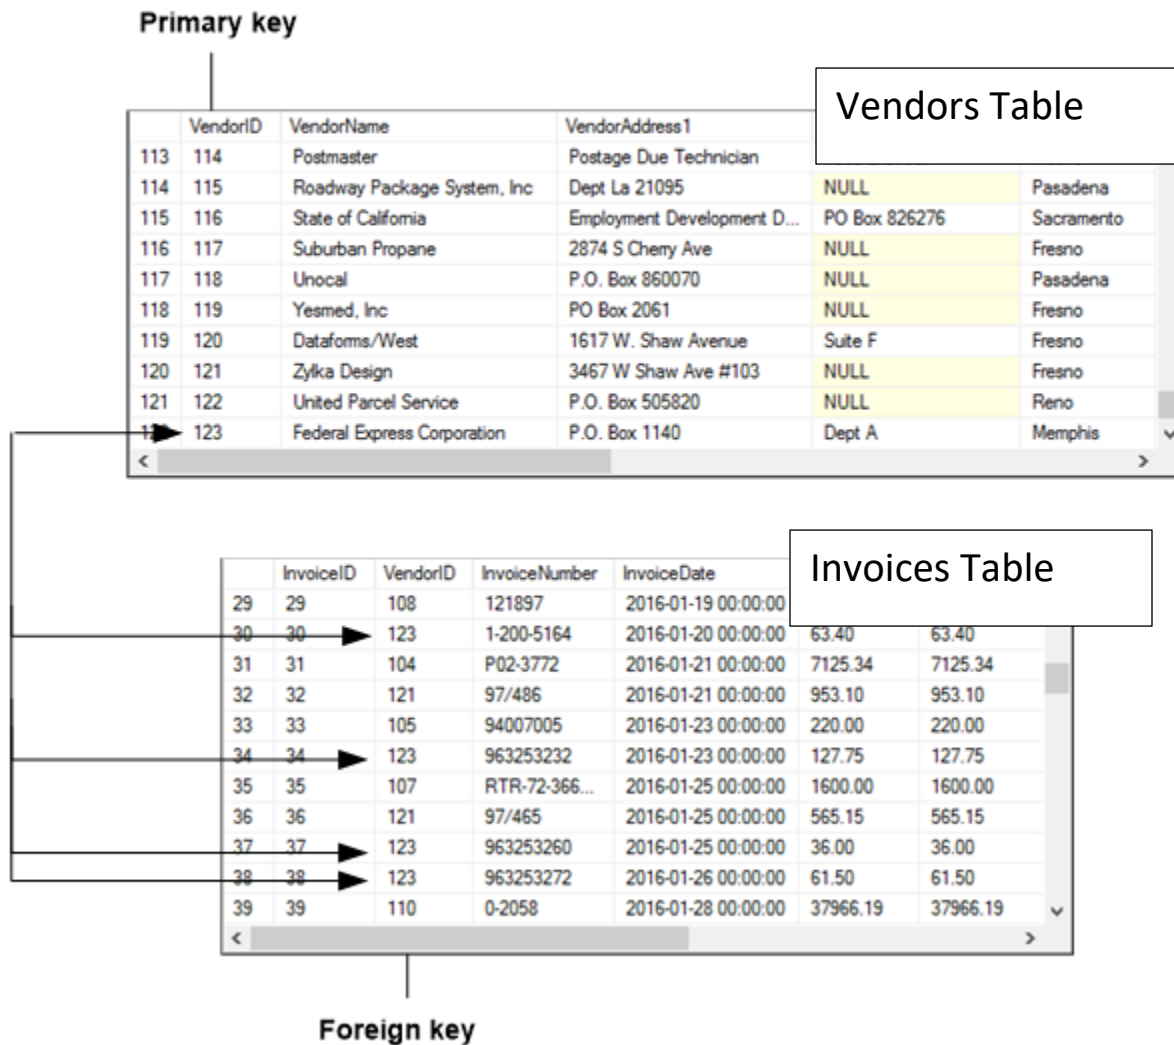 Primary key
Vendors Table
VendorID VendorName VendorAddress1
113 114 Postmaster Postage Due Technician
114 115 Roadway Package System, Inc Dept La 21095 NULL Pasadena
115 116 State of California Employment Development D... PO Box 826276 Sacramento
116 117 Suburban Propane 2874 S Cherry Ave NULL Fresno
117 118 Unocal P.O. Box 860070 NULL Pasadena
118 119 Yesmed, Inc PO Box 2061 NULL Fresno
119 120 Dataforms/West 1617 W. Shaw Avenue Suite F Fresno
120 121 Zylka Design 3467 W Shaw Ave #103 NULL Fresno
121 122 United Parcel Service P.O. Box 505820 NULL Reno
122 123 Federal Express Corporation P.O. Box 1140 Dept A Memphis
Invoices Table
InvoiceID VendorID InvoiceNumber InvoiceDate
29 29 108 121897 2016-01-19 00:00:00
30 30 123 1-200-5164 2016-01-20 00:00:00 63.40 63.40
31 31 104 P02-3772 2016-01-21 00:00:00 7125.34 7125.34
32 32 121 97/486 2016-01-21 00:00:00 953.10 953.10
33 33 105 94007005 2016-01-23 00:00:00 220.00 220.00
34 34 123 963253232 2016-01-23 00:00:00 127.75 127.75
35 35 107 RTR-72-366... 2016-01-25 00:00:00 1600.00 1600.00
36 36 121 97/465 2016-01-25 00:00:00 565.15 565.15
37 37 123 963253260 2016-01-25 00:00:00 36.00 36.00
38 38 123 963253272 2016-01-26 00:00:00 61.50 61.50
39 39 110 0-2058 2016-01-28 00:00:00 37966.19 37966.19
Foreign key